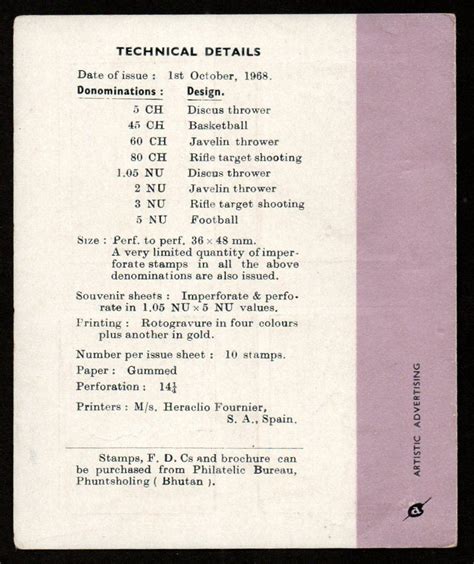 TECHNICAL DETAILS
Date of issue : 1st October, 1968.
Donominations : Design.
5 CH Discus thrower
45 CH Basketball
60 CH Javelin thrower
80 CH Rifle target shooting
1.05 NU Discus thrower
2 NU Javelin thrower
3 NU Rifle target shooting
5 NU Football
Size : Perf. to perf. 36 × 48 mm.
A very limited quantity of imper-
forate stamps in all the above
denominations are also issued.
Souvenir sheets : Imperforate & perfo-
rate in 1.05 NU × 5 NU values.
Printing : Rotogravure in four colours
plus another in gold.
Number per issue sheet : 10 stamps.
Paper : Gummed
Perforation : 14¾
Printers : M/s. Heraclio Fournier,
S. A., Spain.
Stamps, F. D. Cs and brochure can
be purchased from Philatelic Bureau,
Phuntsholing ( Bhutan ).
ARTISTIC ADVERTISING
a